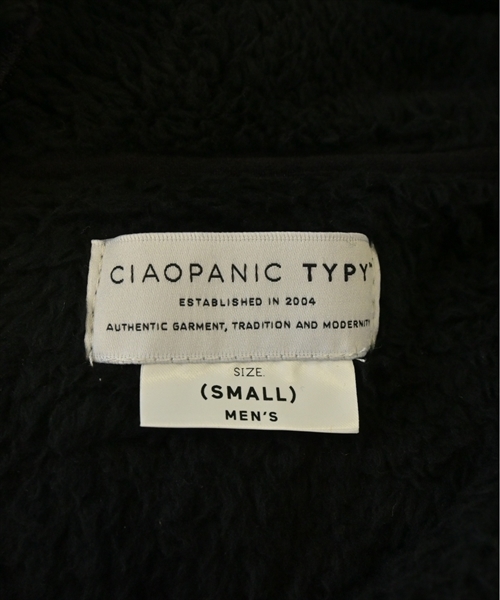 CIAOPANIC TYPY
ESTABLISHED IN 2004
AUTHENTIC GARMENT, TRADITION AND MODERNITY
SIZE.
(SMALL)
MEN'S